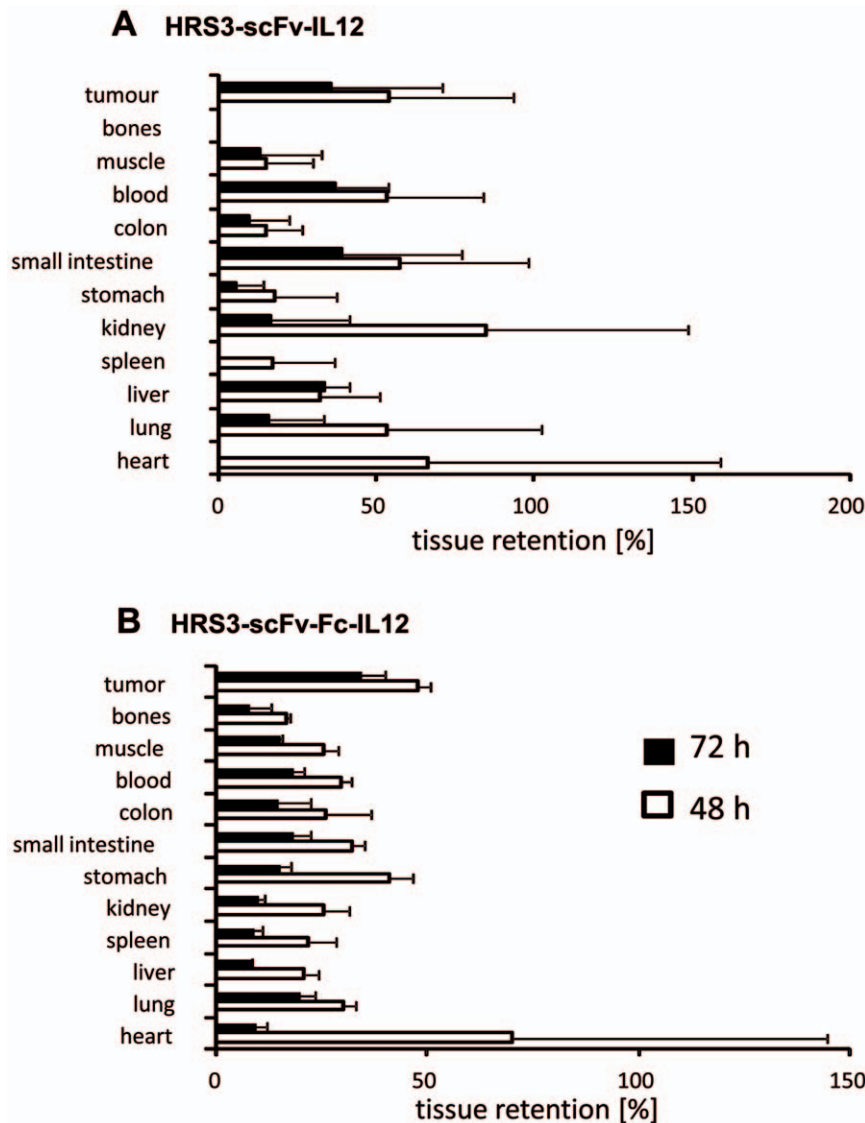 A HRS3-scFv-IL12
tumour
bones
muscle
blood
colon
small intestine
stomach
kidney
spleen
liver
lung
heart
0 50 100 150 200
tissue retention [%]
B HRS3-scFv-Fc-IL12
tumor
bones
muscle
blood
colon
small intestine
stomach
kidney
spleen
liver
lung
heart
72 h
48 h
0 50 100 150
tissue retention [%]